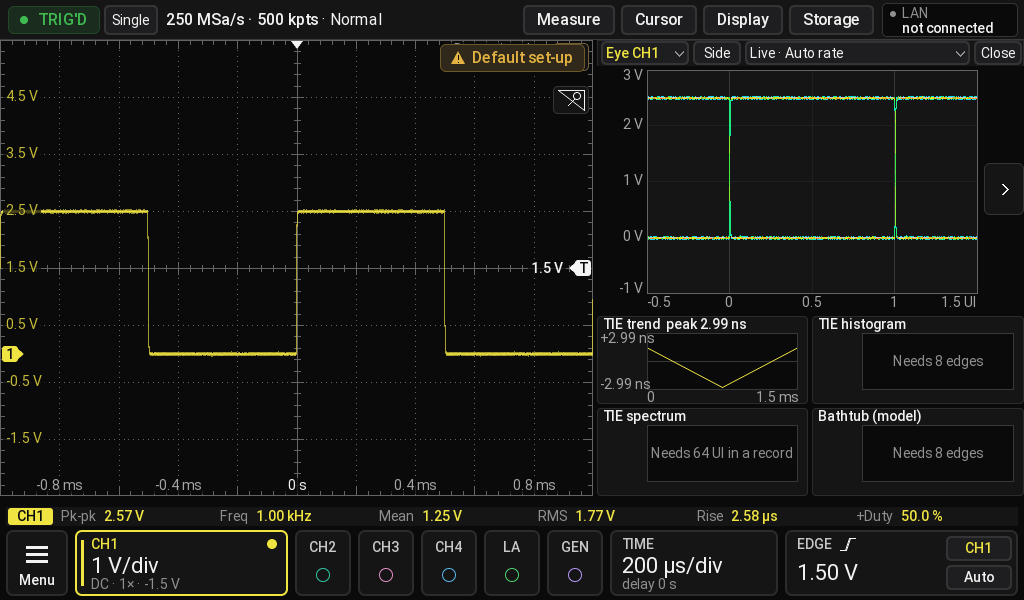 TRIG'D Single 250 MSa/s · 500 kpts · Normal Measure Cursor Display Storage LAN
not connected
Default set-up
Eye CH1 Side Live · Auto rate Close
4.5 V
3.5 V
2.5 V
1.5 V
0.5 V
-0.5 V
-1.5 V
1
1.5 V T
-0.8 ms -0.4 ms 0 s 0.4 ms 0.8 ms
3 V
2 V
1 V
0 V
-1 V
-0.5 0 0.5 1 1.5 UI
TIE trend peak 2.99 ns
+2.99 ns
-2.99 ns
0 1.5 ms
TIE histogram
Needs 8 edges
TIE spectrum
Needs 64 UI in a record
Bathtub (model)
Needs 8 edges
CH1 Pk-pk 2.57 V Freq 1.00 kHz Mean 1.25 V RMS 1.77 V Rise 2.58 µs +Duty 50.0 %
Menu
CH1
1 V/div
DC · 1× · -1.5 V
CH2
CH3
CH4
LA
GEN
TIME
200 µs/div
delay 0 s
EDGE
1.50 V
CH1
Auto